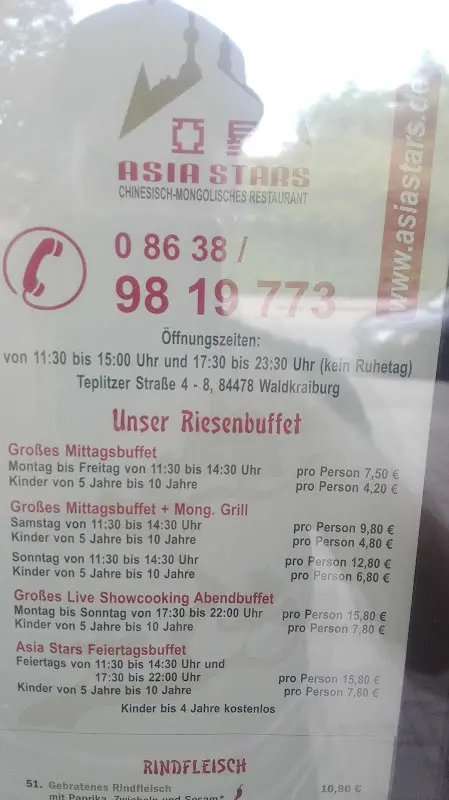 亞 星
ASIA STARS
CHINESISCH-MONGOLISCHES RESTAURANT
www.asiastars.de
0 86 38 /
98 19 773
Öffnungszeiten:
von 11:30 bis 15:00 Uhr und 17:30 bis 23:30 Uhr (kein Ruhetag)
Teplitzer Straße 4 - 8, 84478 Waldkraiburg
Unser Riesenbuffet
Großes Mittagsbuffet
Montag bis Freitag von 11:30 bis 14:30 Uhr pro Person 7,50 €
Kinder von 5 Jahre bis 10 Jahre pro Person 4,20 €
Großes Mittagsbuffet + Mong. Grill
Samstag von 11:30 bis 14:30 Uhr pro Person 9,80 €
Kinder von 5 Jahre bis 10 Jahre pro Person 4,80 €
Sonntag von 11:30 bis 14:30 Uhr pro Person 12,80 €
Kinder von 5 Jahre bis 10 Jahre pro Person 6,80 €
Großes Live Showcooking Abendbuffet
Montag bis Sonntag von 17:30 bis 22:00 Uhr pro Person 15,80 €
Kinder von 5 Jahre bis 10 Jahre pro Person 7,80 €
Asia Stars Feiertagsbuffet
Feiertags von 11:30 bis 14:30 Uhr und
17:30 bis 22:00 Uhr pro Person 15,80 €
Kinder von 5 Jahre bis 10 Jahre pro Person 7,80 €
Kinder bis 4 Jahre kostenlos
RINDFLEISCH
51. Gebratenes Rindfleisch 10,90 €
mit Paprika, Zwiebeln und Sesam*